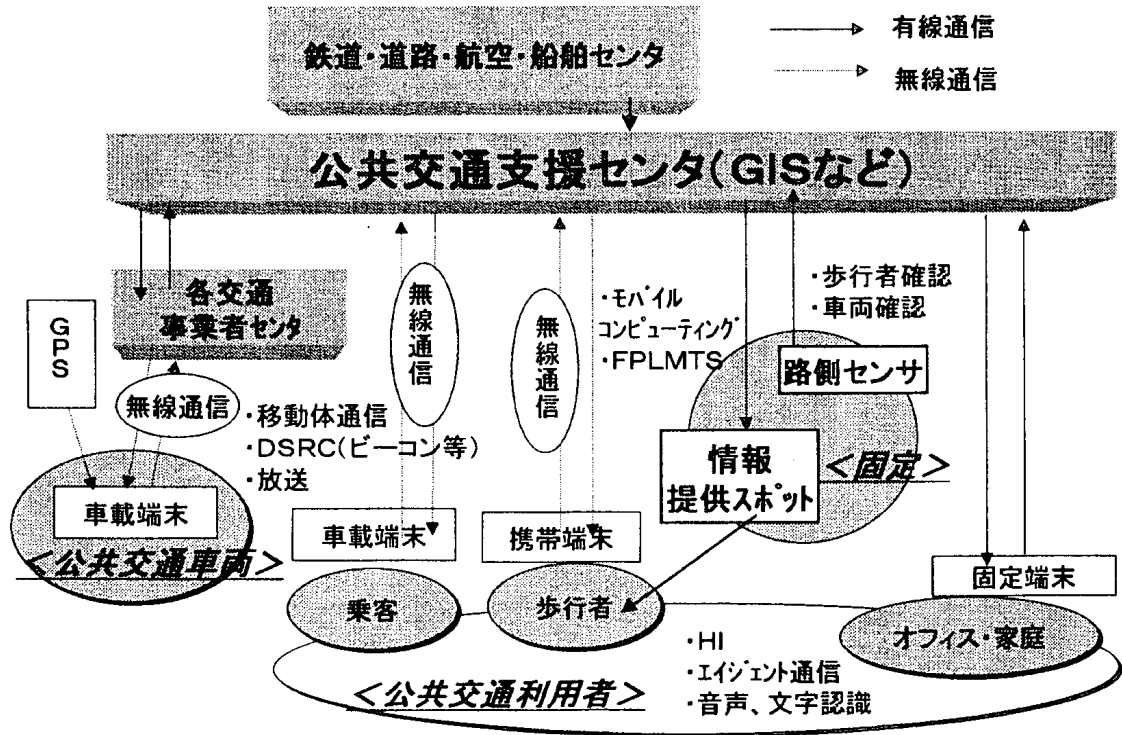 鉄道・道路・航空・船舶センタ
有線通信
無線通信
公共交通支援センタ(GISなど)
各交通
事業者センタ
GPS
無線通信
・移動体通信
・DSRC(ビーコン等)
・放送
車載端末
<公共交通車両>
無線通信
無線通信
・モバイル
コンピューティング
・FPLMTS
・歩行者確認
・車両確認
路側センサ
情報
提供スポット
<固定>
車載端末
携帯端末
固定端末
乗客
歩行者
オフィス・家庭
・HI
・エイジェント通信
・音声、文字認識
<公共交通利用者>